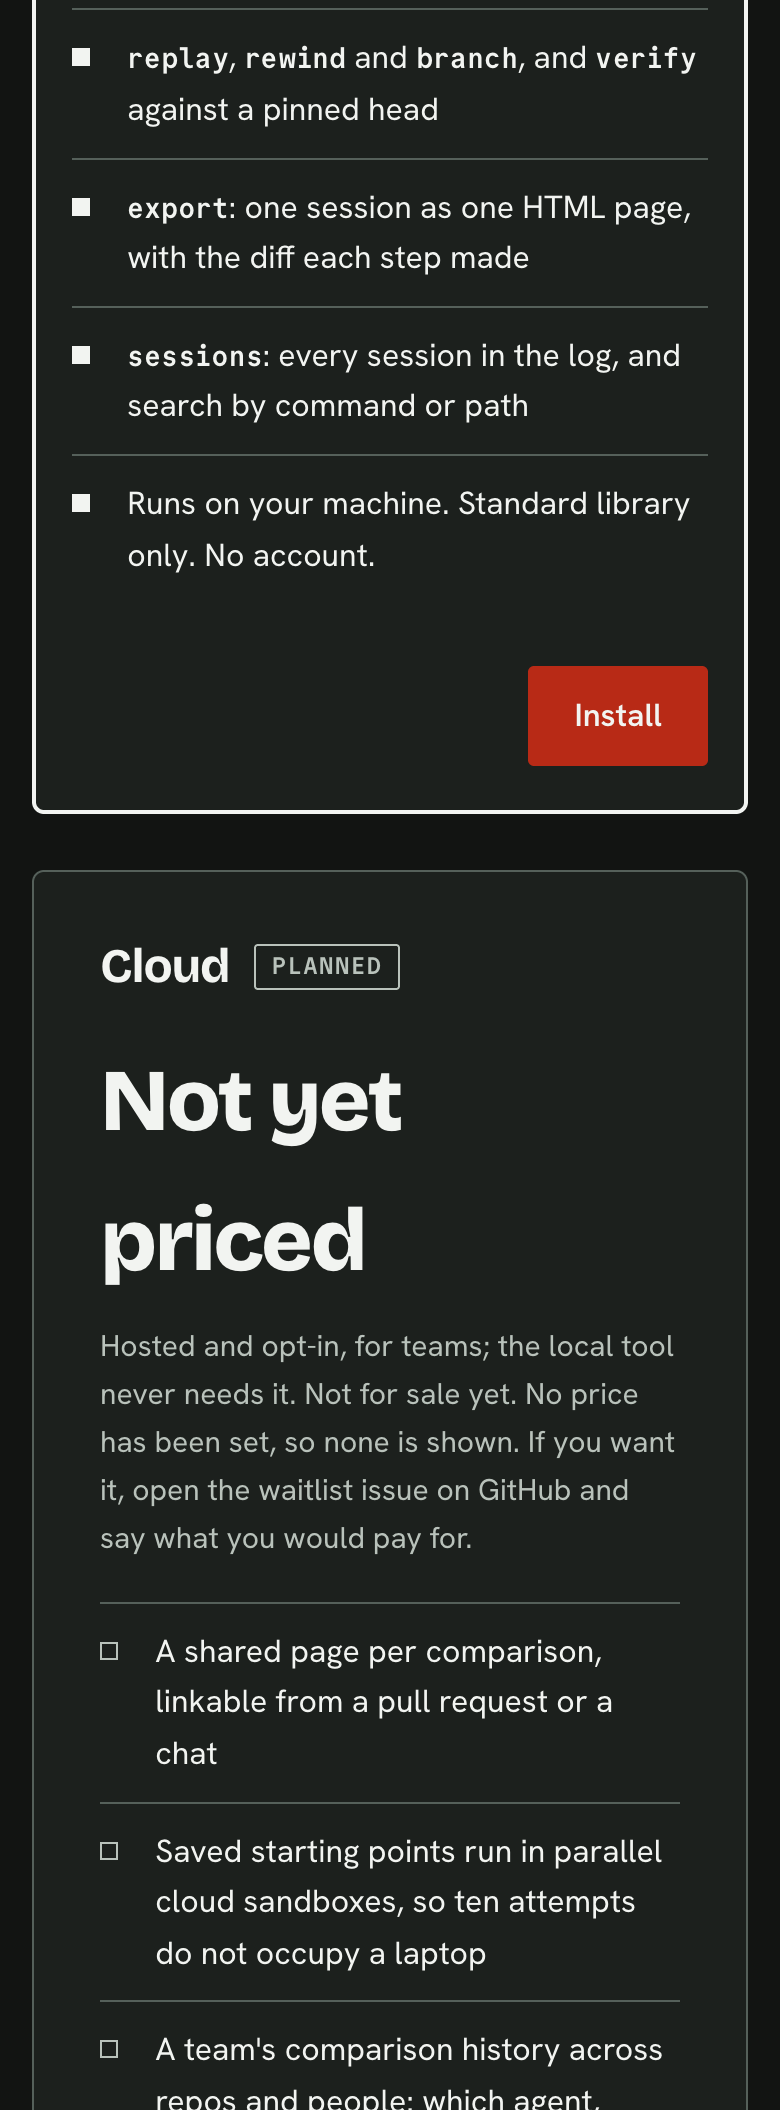 replay, rewind and branch, and verify
against a pinned head
export: one session as one HTML page,
with the diff each step made
sessions: every session in the log, and
search by command or path
Runs on your machine. Standard library
only. No account.
Install
Cloud PLANNED
Not yet
priced
Hosted and opt-in, for teams; the local tool
never needs it. Not for sale yet. No price
has been set, so none is shown. If you want
it, open the waitlist issue on GitHub and
say what you would pay for.
A shared page per comparison,
linkable from a pull request or a
chat
Saved starting points run in parallel
cloud sandboxes, so ten attempts
do not occupy a laptop
A team's comparison history across
repos and people: which agent,